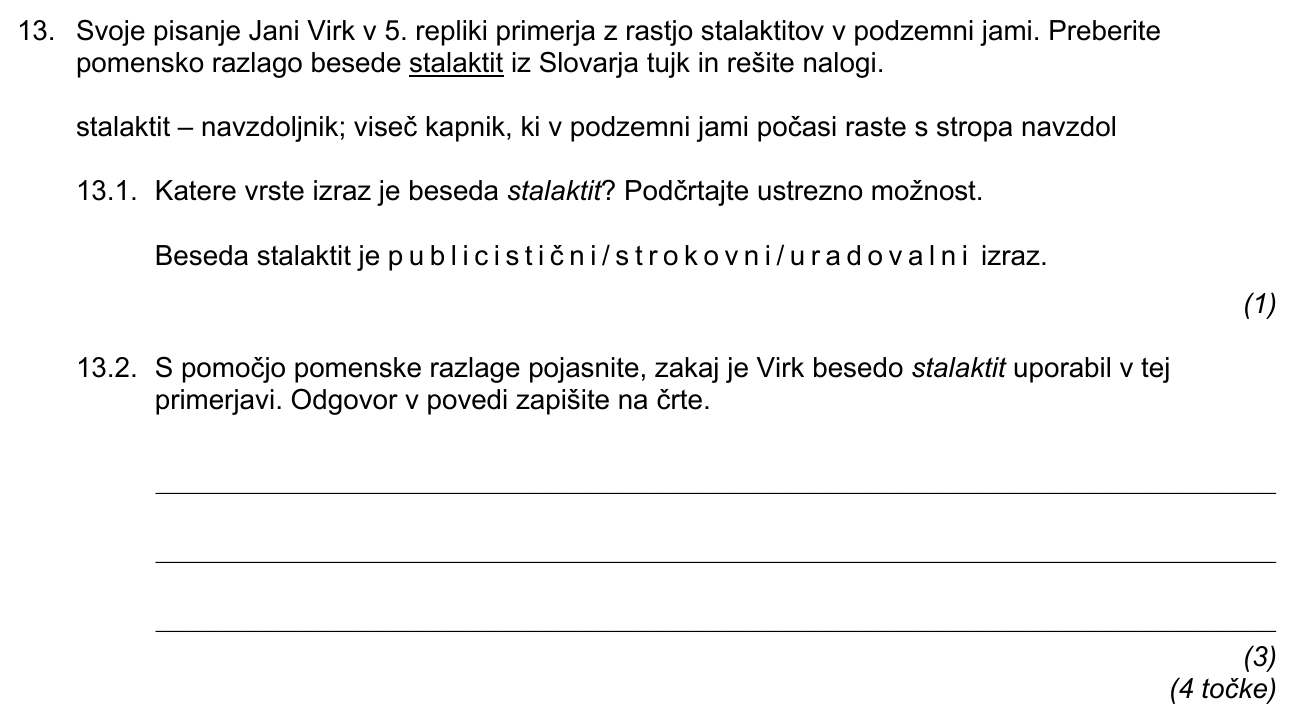 13. Svoje pisanje Jani Virk v 5. repliki primerja z rastjo stalaktitov v podzemni jami. Preberite
pomensko razlago besede stalaktit iz Slovarja tujk in rešite nalogi.
stalaktit – navzdoljnik; viseč kapnik, ki v podzemni jami počasi raste s stropa navzdol
13.1. Katere vrste izraz je beseda stalaktit? Podčrtajte ustrezno možnost.
Beseda stalaktit je publicistični/strokovni/uradovalni izraz.
(1)
13.2. S pomočjo pomenske razlage pojasnite, zakaj je Virk besedo stalaktit uporabil v tej
primerjavi. Odgovor v povedi zapišite na črte.
(3)
(4 točke)